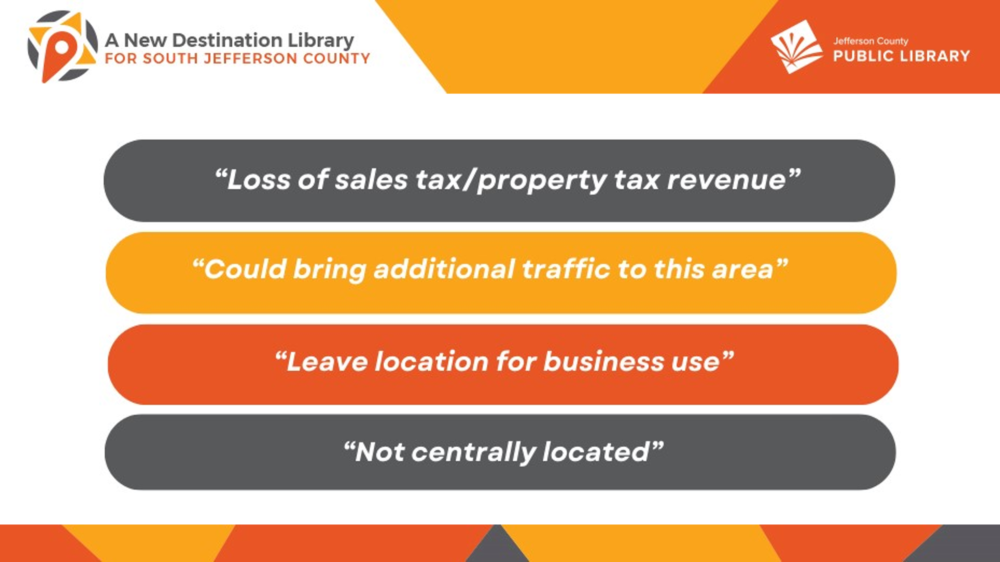 A New Destination Library
FOR SOUTH JEFFERSON COUNTY
Jefferson County
PUBLIC LIBRARY
“Loss of sales tax/property tax revenue”
“Could bring additional traffic to this area”
“Leave location for business use”
“Not centrally located”